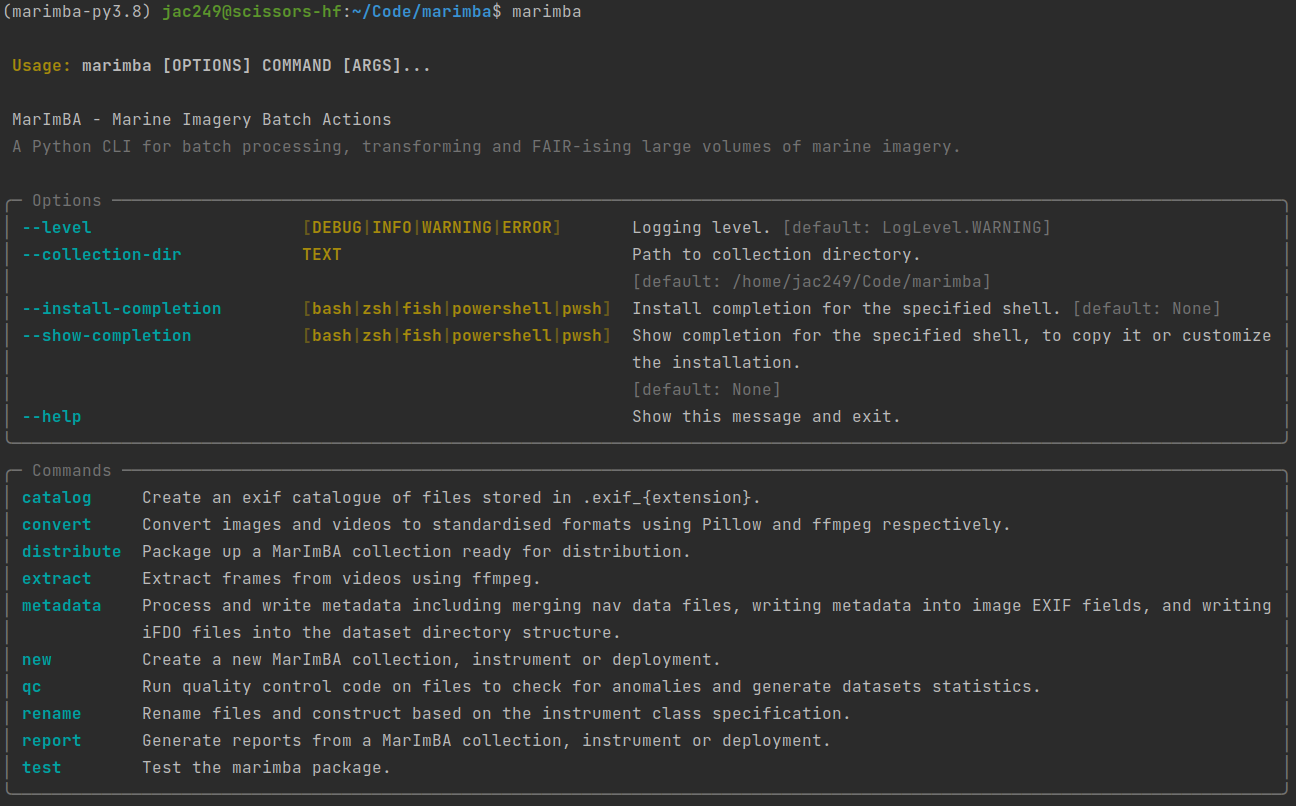 (marimba-py3.8) jac249@scissors-hf:~/Code/marimba$ marimba
Usage: marimba [OPTIONS] COMMAND [ARGS]...
MarImBA - Marine Imagery Batch Actions
A Python CLI for batch processing, transforming and FAIR-ising large volumes of marine imagery.
Options
--level [DEBUG|INFO|WARNING|ERROR] Logging level. [default: LogLevel.WARNING]
--collection-dir TEXT Path to collection directory.
[default: /home/jac249/Code/marimba]
--install-completion [bash|zsh|fish|powershell|pwsh] Install completion for the specified shell. [default: None]
--show-completion [bash|zsh|fish|powershell|pwsh] Show completion for the specified shell, to copy it or customize
the installation.
[default: None]
--help Show this message and exit.
Commands
catalog Create an exif catalogue of files stored in .exif_{extension}.
convert Convert images and videos to standardised formats using Pillow and ffmpeg respectively.
distribute Package up a MarImBA collection ready for distribution.
extract Extract frames from videos using ffmpeg.
metadata Process and write metadata including merging nav data files, writing metadata into image EXIF fields, and writing
iFDO files into the dataset directory structure.
new Create a new MarImBA collection, instrument or deployment.
qc Run quality control code on files to check for anomalies and generate datasets statistics.
rename Rename files and construct based on the instrument class specification.
report Generate reports from a MarImBA collection, instrument or deployment.
test Test the marimba package.